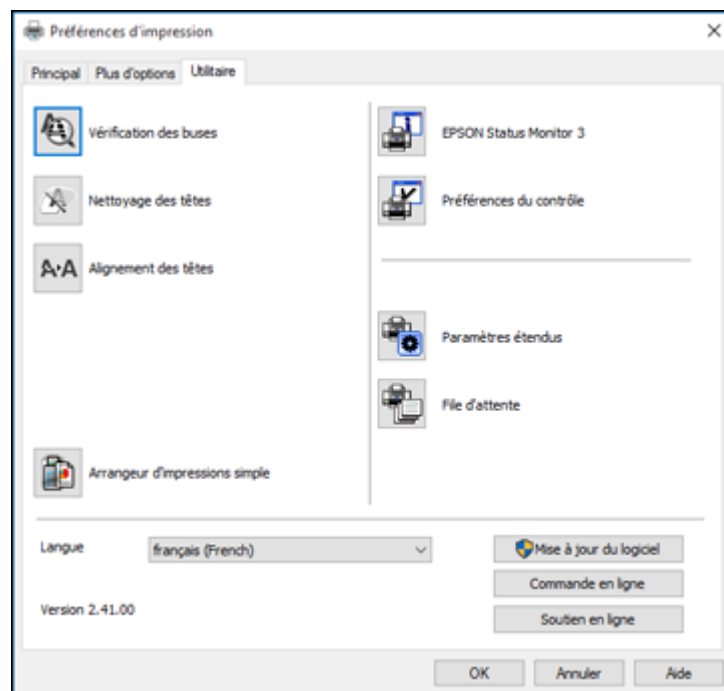 Préférences d'impression
Principal
Plus d'options
Utilitaire
Vérification des buses
Nettoyage des têtes
Alignement des têtes
Arrangeur d'impressions simple
EPSON Status Monitor 3
Préférences du contrôle
Paramètres étendus
File d'attente
Langue
français (French)
Version 2.41.00
Mise à jour du logiciel
Commande en ligne
Soutien en ligne
OK
Annuler
Aide